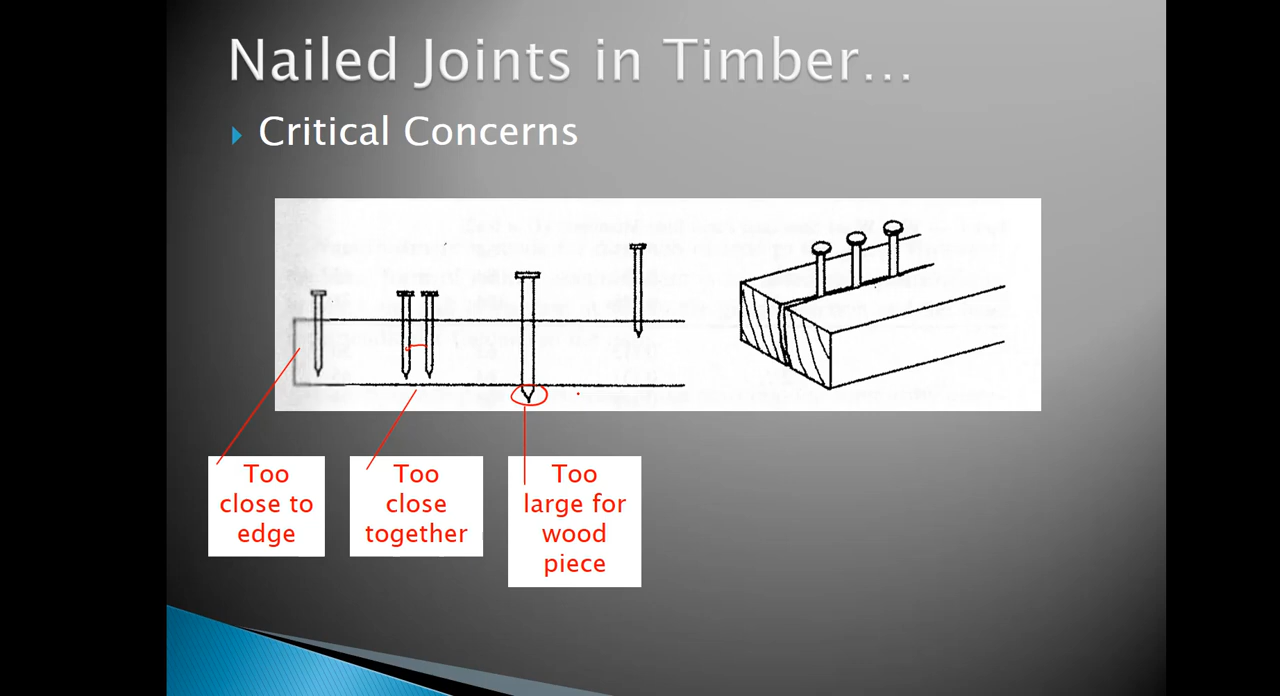 Nailed Joints in Timber...
Critical Concerns
Too
close to
edge
Too
close
together
Too
large for
wood
piece